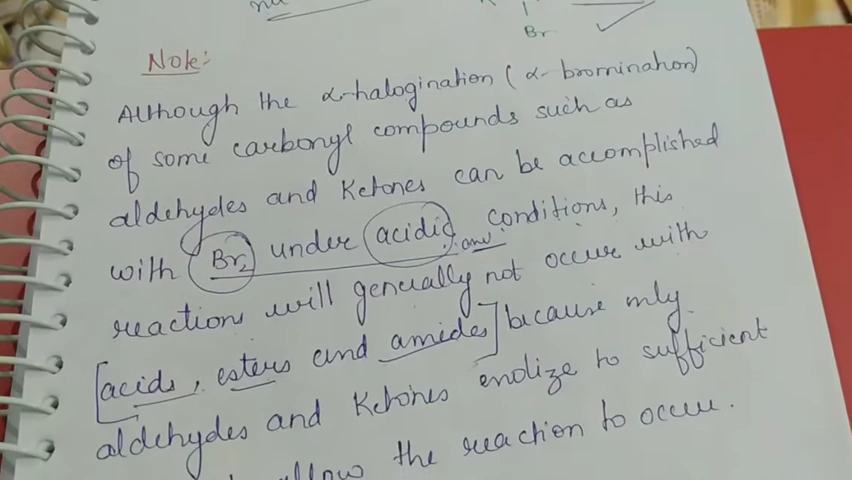 Br
Note:-
Although the α-halogination (α-bromination)
of some carbonyl compounds such as
aldehydes and Ketones can be accomplished
with Br2 under acidic conditions, this
reactions will generally not occur with
[acids, esters and amides] because only
aldehydes and Ketones enolize to sufficient
allow the reaction to occur.